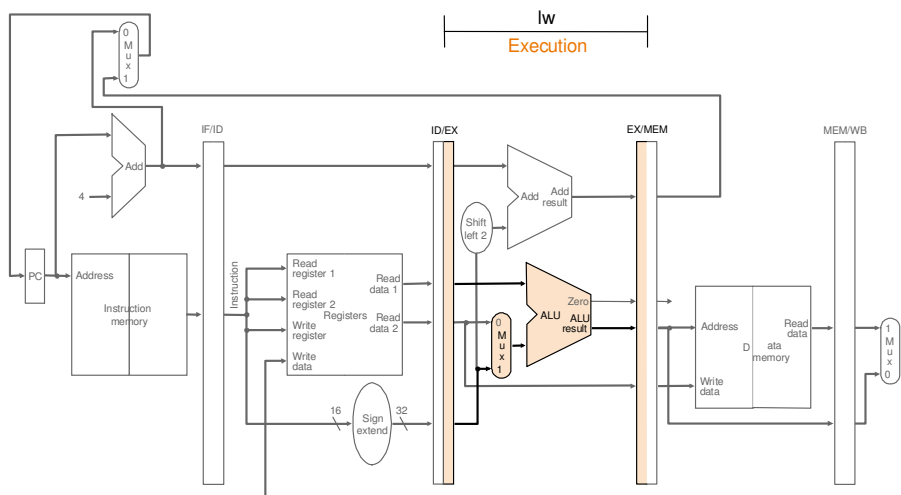 lw
Execution
0
M
u
x
1
IF/ID
ID/EX
EX/MEM
MEM/WB
Add
4
Add
Add
result
Shift
left 2
PC
Address
Instruction
memory
Instruction
Read
register 1
Read
register 2
Write
register
Write
data
Registers
Read
data 1
Read
data 2
16
Sign
extend
32
0
M
u
x
1
ALU
Zero
ALU
result
Address
Write
data
Read
data
D ata
memory
1
M
u
x
0